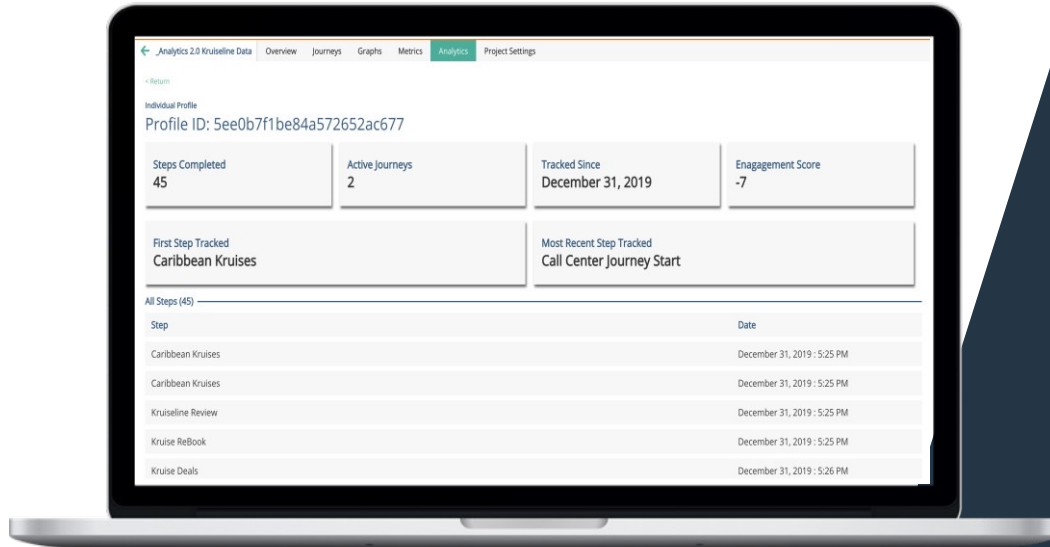 ← _Analytics 2.0 Kruiseline Data Overview Journeys Graphs Metrics Analytics Project Settings
< Return
Individual Profile
Profile ID: 5ee0b7f1be84a572652ac677
Steps Completed
45
Active Journeys
2
Tracked Since
December 31, 2019
Enagagement Score
-7
First Step Tracked
Caribbean Kruises
Most Recent Step Tracked
Call Center Journey Start
All Steps (45)
Step Date
Caribbean Kruises December 31, 2019 : 5:25 PM
Caribbean Kruises December 31, 2019 : 5:25 PM
Kruiseline Review December 31, 2019 : 5:25 PM
Kruise ReBook December 31, 2019 : 5:25 PM
Kruise Deals December 31, 2019 : 5:26 PM